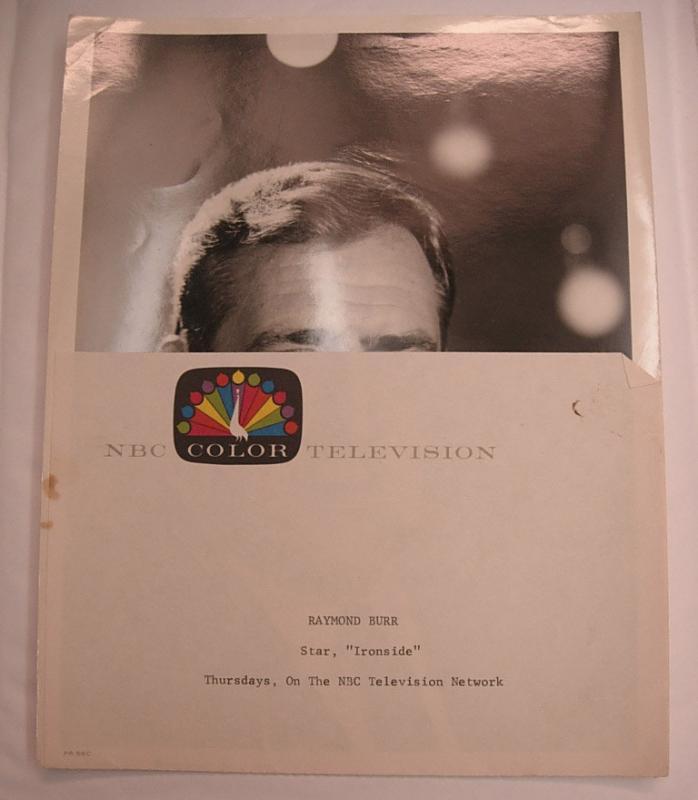 NBC COLOR TELEVISION
RAYMOND BURR
Star, "Ironside"
Thursdays, On The NBC Television Network